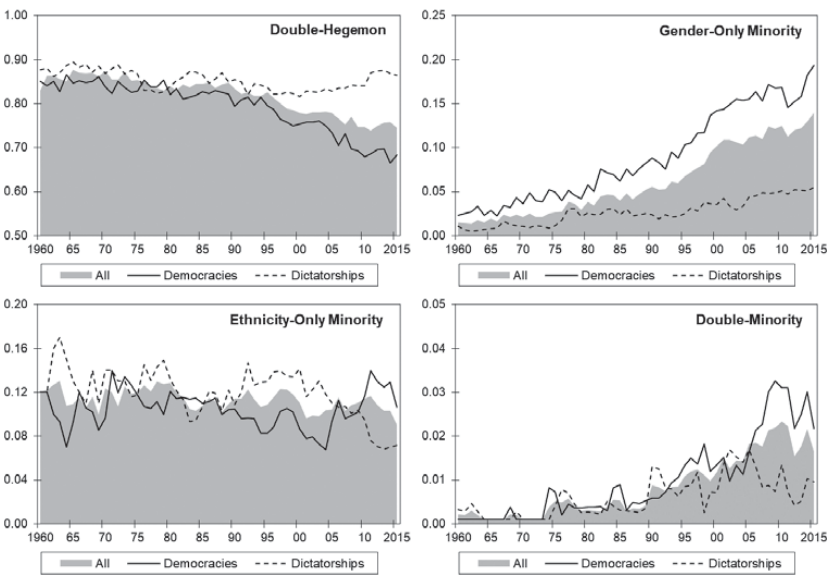 Double-Hegemon
1.00
0.90
0.80
0.70
0.60
0.50
1960 65 70 75 80 85 90 95 00 05 10 2015
All Democracies Dictatorships
Gender-Only Minority
0.25
0.20
0.15
0.10
0.05
0.00
1960 65 70 75 80 85 90 95 00 05 10 2015
All Democracies Dictatorships
Ethnicity-Only Minority
0.20
0.16
0.12
0.08
0.04
0.00
1960 65 70 75 80 85 90 95 00 05 10 2015
All Democracies Dictatorships
Double-Minority
0.05
0.04
0.03
0.02
0.01
0.00
1960 65 70 75 80 85 90 95 00 05 10 2015
All Democracies Dictatorships